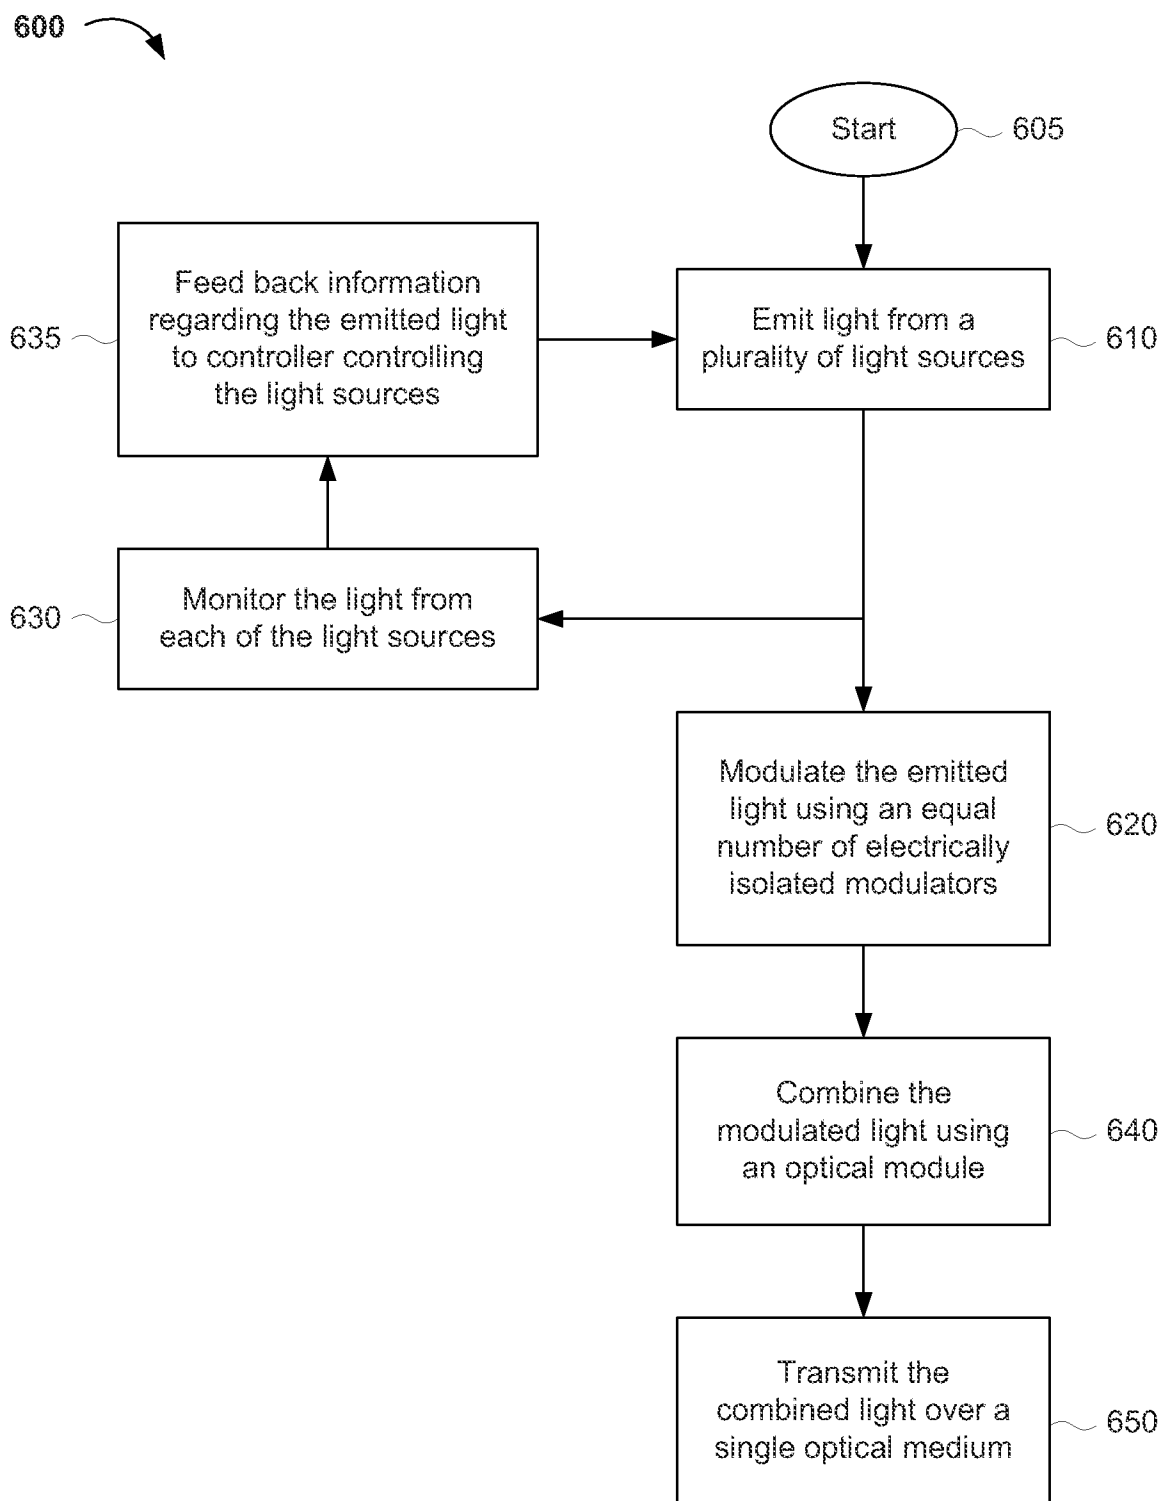 600
Start
605
Feed back information
regarding the emitted light
to controller controlling
the light sources
635
Emit light from a
plurality of light sources
610
Monitor the light from
each of the light sources
630
Modulate the emitted
light using an equal
number of electrically
isolated modulators
620
Combine the
modulated light using
an optical module
640
Transmit the
combined light over a
single optical medium
650